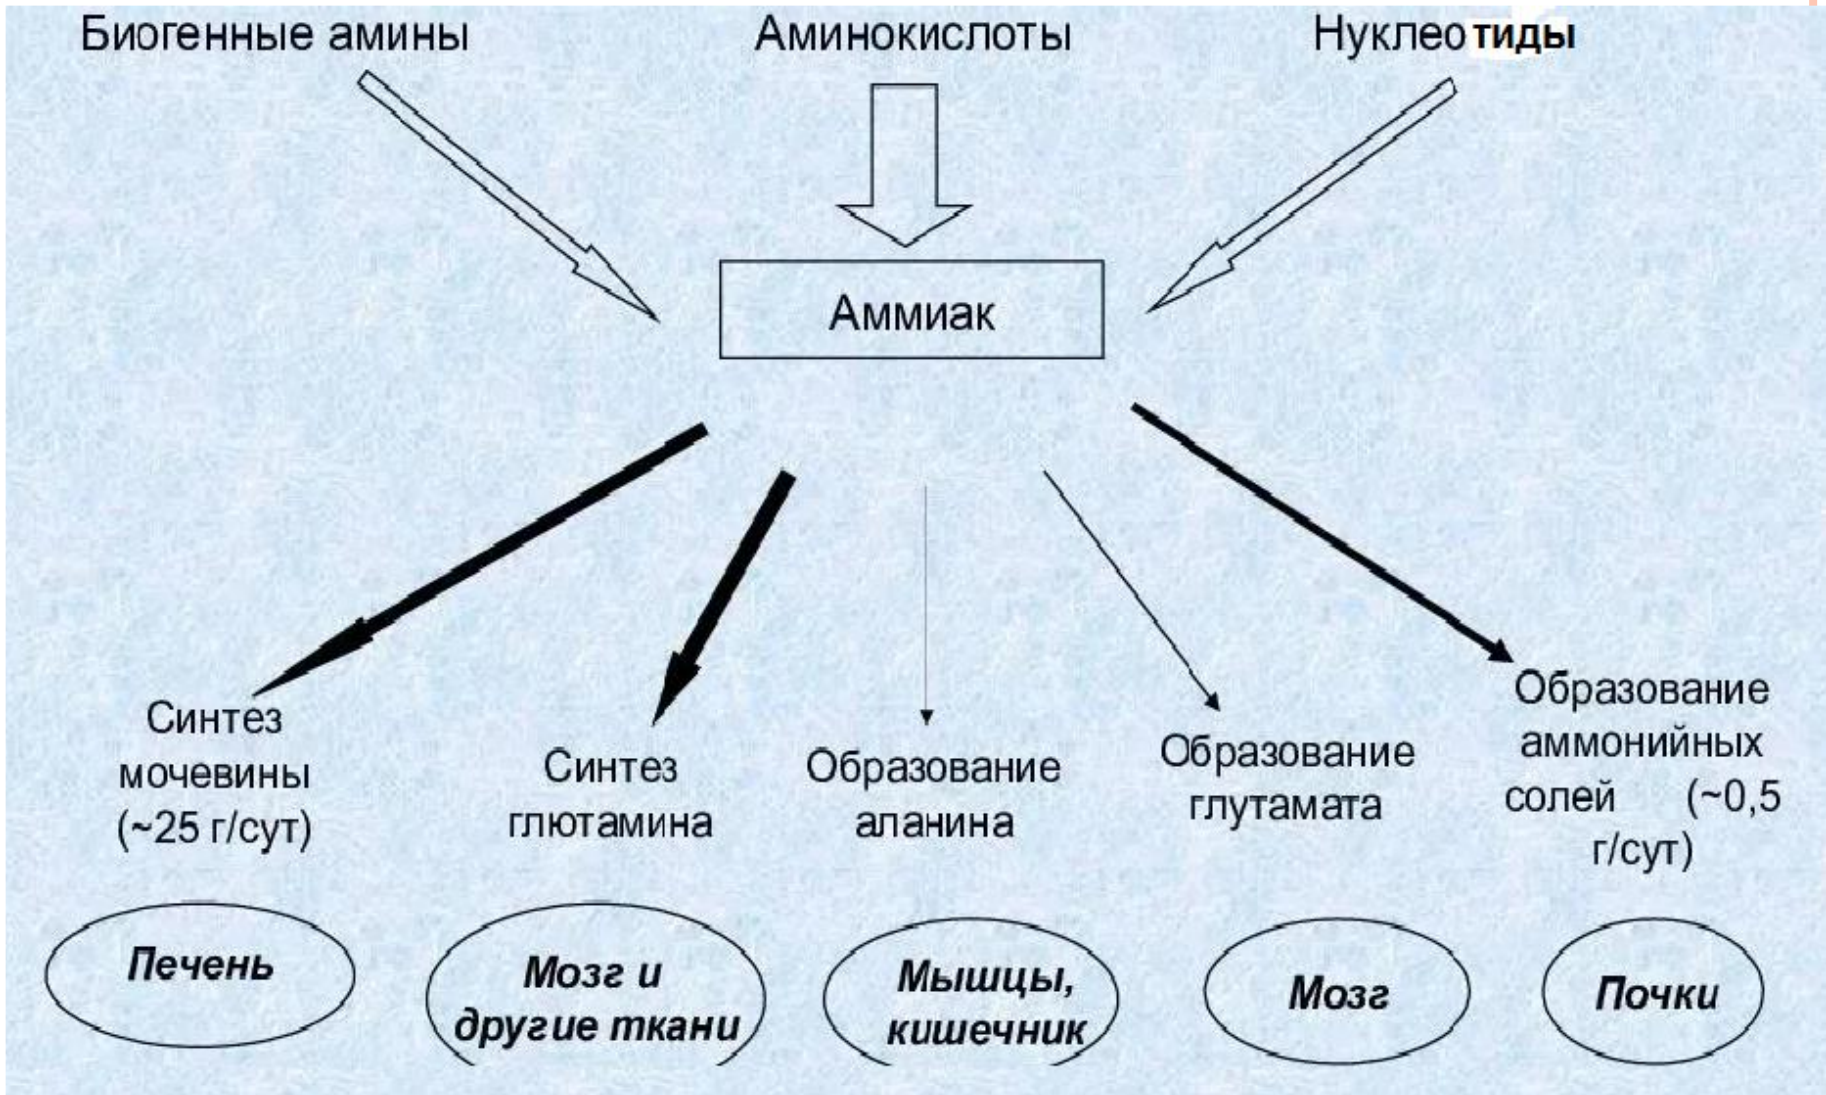 Биогенные амины
Аминокислоты
Нуклеотиды
Аммиак
Синтез
мочевины
(~25 г/сут)
Синтез
глютамина
Образование
аланина
Образование
глутамата
Образование
аммонийных
солей (~0,5
г/сут)
Печень
Мозг и
другие ткани
Мышцы,
кишечник
Мозг
Почки